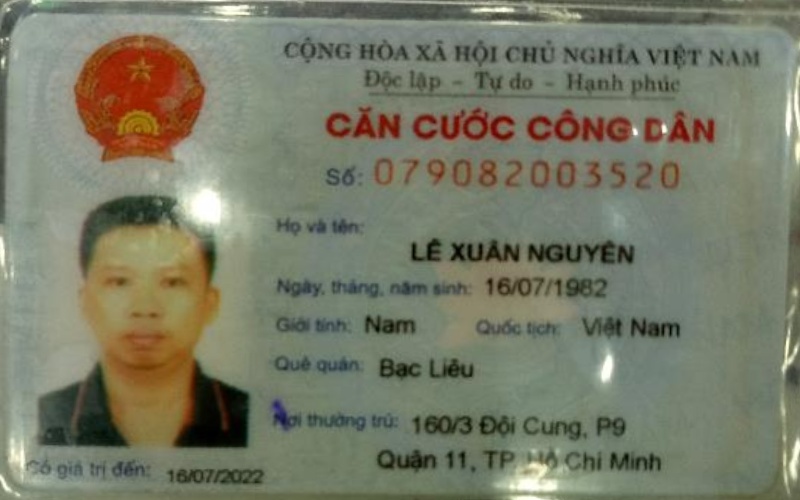 CỘNG HÒA XÃ HỘI CHỦ NGHĨA VIỆT NAM
Độc lập - Tự do - Hạnh phúc
CĂN CƯỚC CÔNG DÂN
Số: 079082003520
Họ và tên:
LÊ XUÂN NGUYÊN
Ngày, tháng, năm sinh: 16/07/1982
Giới tính: Nam Quốc tịch: Việt Nam
Quê quán: Bạc Liêu
Nơi thường trú: 160/3 Đội Cung, P9
Quận 11, TP. Hồ Chí Minh
Có giá trị đến: 16/07/2022